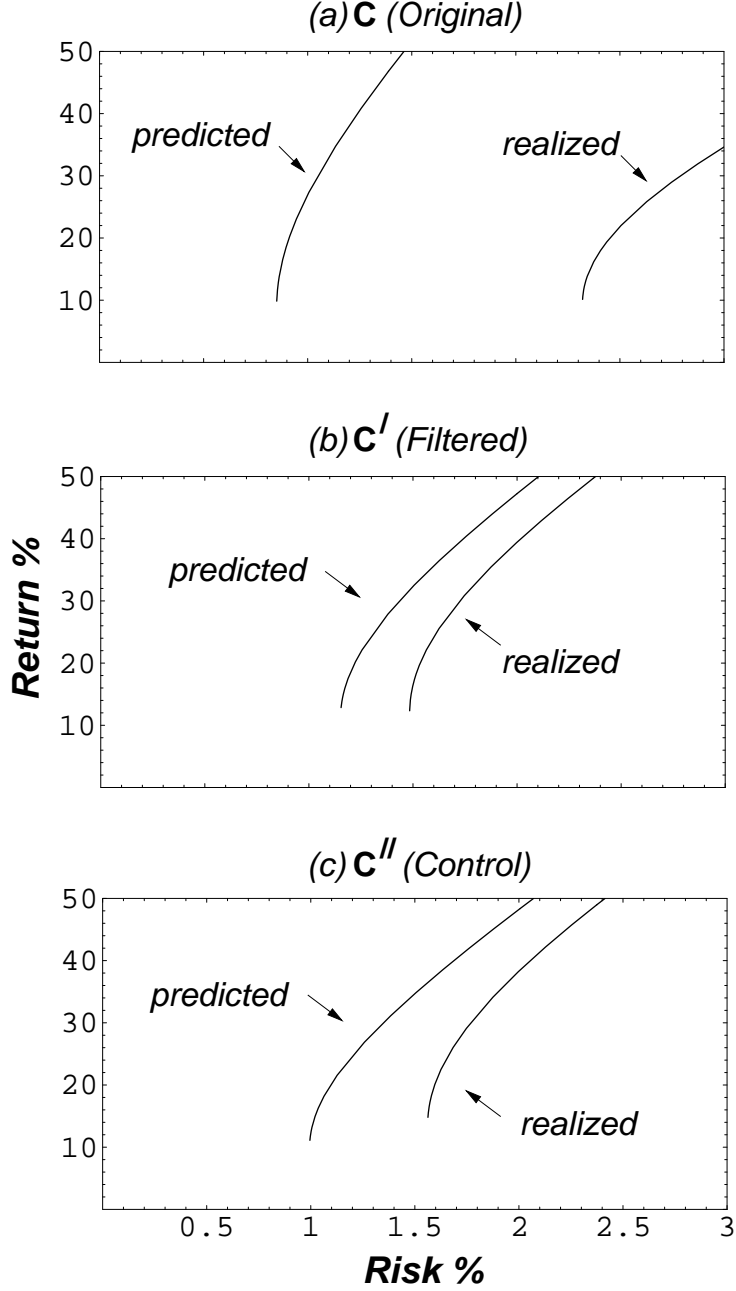 (a) C (Original)
50
40
30
20
10
predicted
realized
(b) C′ (Filtered)
50
40
30
20
10
predicted
realized
Return %
(c) C′′ (Control)
50
40
30
20
10
predicted
realized
0.5 1 1.5 2 2.5 3
Risk %